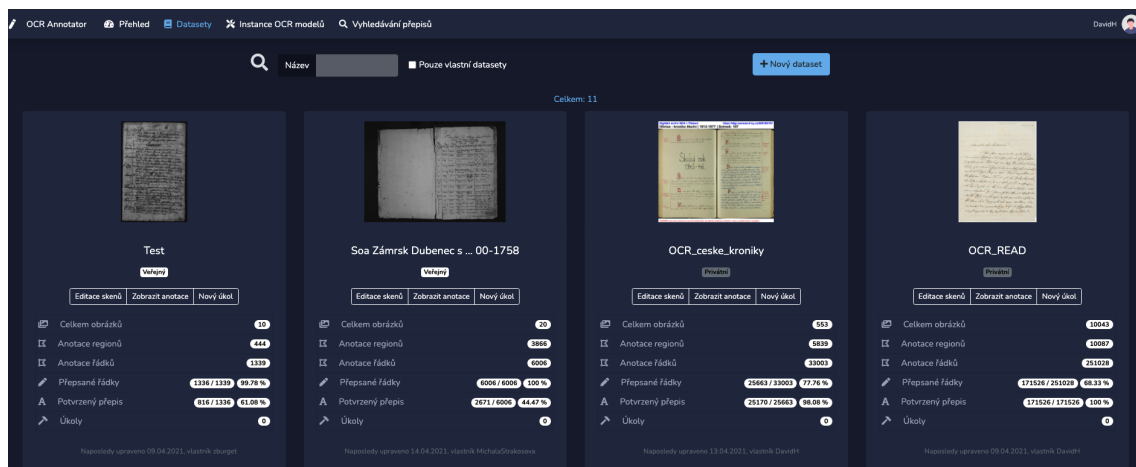 OCR Annotator Přehled Datasety Instance OCR modelů Vyhledávání přepisů DavidH
Název Pouze vlastní datasety + Nový dataset
Celkem: 11
Test
Veřejný
Editace skenů Zobrazit anotace Nový úkol
Celkem obrázků 10
Anotace regionů 444
Anotace řádků 1339
Přepsané řádky 1336 / 1339 99.78 %
Potvrzený přepis 816 / 1336 61.08 %
Úkoly 0
Naposledy upraveno 09.04.2021, vlastník zburget
Soa Zámrsk Dubenec s ... 00-1758
Veřejný
Editace skenů Zobrazit anotace Nový úkol
Celkem obrázků 20
Anotace regionů 3866
Anotace řádků 6006
Přepsané řádky 6006 / 6006 100 %
Potvrzený přepis 2671 / 6006 44.47 %
Úkoly 0
Naposledy upraveno 14.04.2021, vlastník MichalaStrakosova
OCR_ceske_kroniky
Privátní
Editace skenů Zobrazit anotace Nový úkol
Celkem obrázků 553
Anotace regionů 5839
Anotace řádků 33003
Přepsané řádky 25663 / 33003 77.76 %
Potvrzený přepis 25170 / 25663 98.08 %
Úkoly 0
Naposledy upraveno 13.04.2021, vlastník DavidH
OCR_READ
Privátní
Editace skenů Zobrazit anotace Nový úkol
Celkem obrázků 10043
Anotace regionů 10087
Anotace řádků 251028
Přepsané řádky 171526 / 251028 68.33 %
Potvrzený přepis 171526 / 171526 100 %
Úkoly 0
Naposledy upraveno 09.04.2021, vlastník DavidH